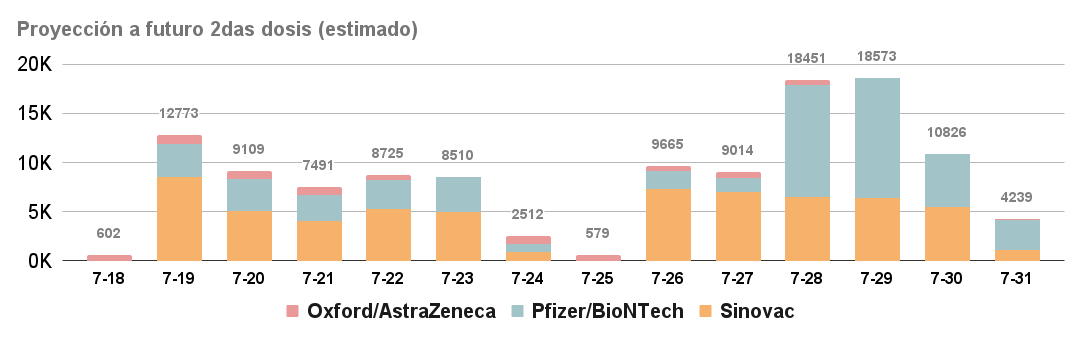 Proyección a futuro 2das dosis (estimado)
20K
15K
10K
5K
0K
602
12773
9109
7491
8725
8510
2512
579
9665
9014
18451
18573
10826
4239
7-18 7-19 7-20 7-21 7-22 7-23 7-24 7-25 7-26 7-27 7-28 7-29 7-30 7-31
Oxford/AstraZeneca Pfizer/BioNTech Sinovac